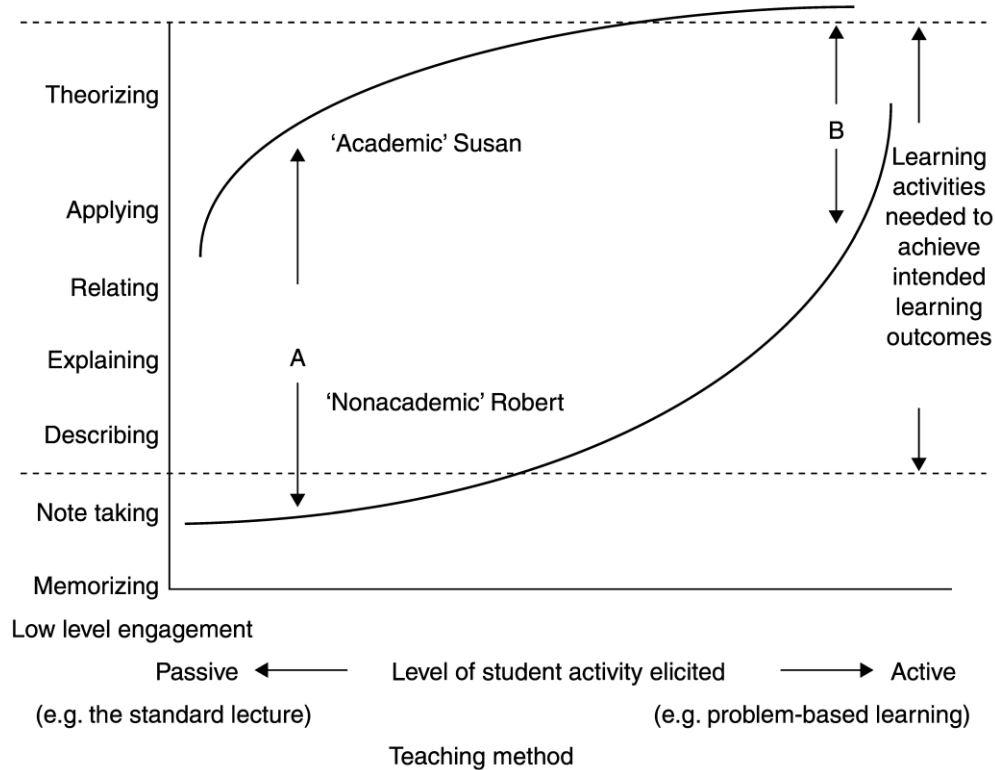 Theorizing
'Academic' Susan
B
Learning
activities
needed to
achieve
intended
learning
outcomes
Applying
Relating
Explaining
A
'Nonacademic' Robert
Describing
Note taking
Memorizing
Low level engagement
Passive
Level of student activity elicited
Active
(e.g. the standard lecture)
(e.g. problem-based learning)
Teaching method